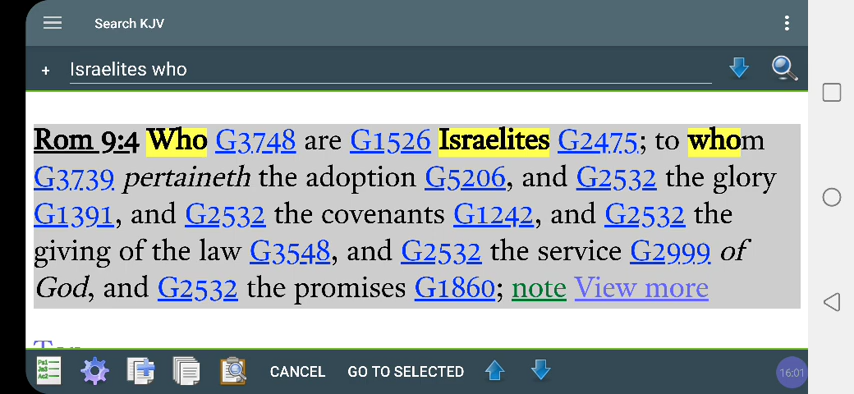 Search KJV
+ Israelites who
Rom 9:4 Who G3748 are G1526 Israelites G2475; to whom
G3739 pertaineth the adoption G5206, and G2532 the glory
G1391, and G2532 the covenants G1242, and G2532 the
giving of the law G3548, and G2532 the service G2999 of
God, and G2532 the promises G1860; note View more
CANCEL GO TO SELECTED 16:01